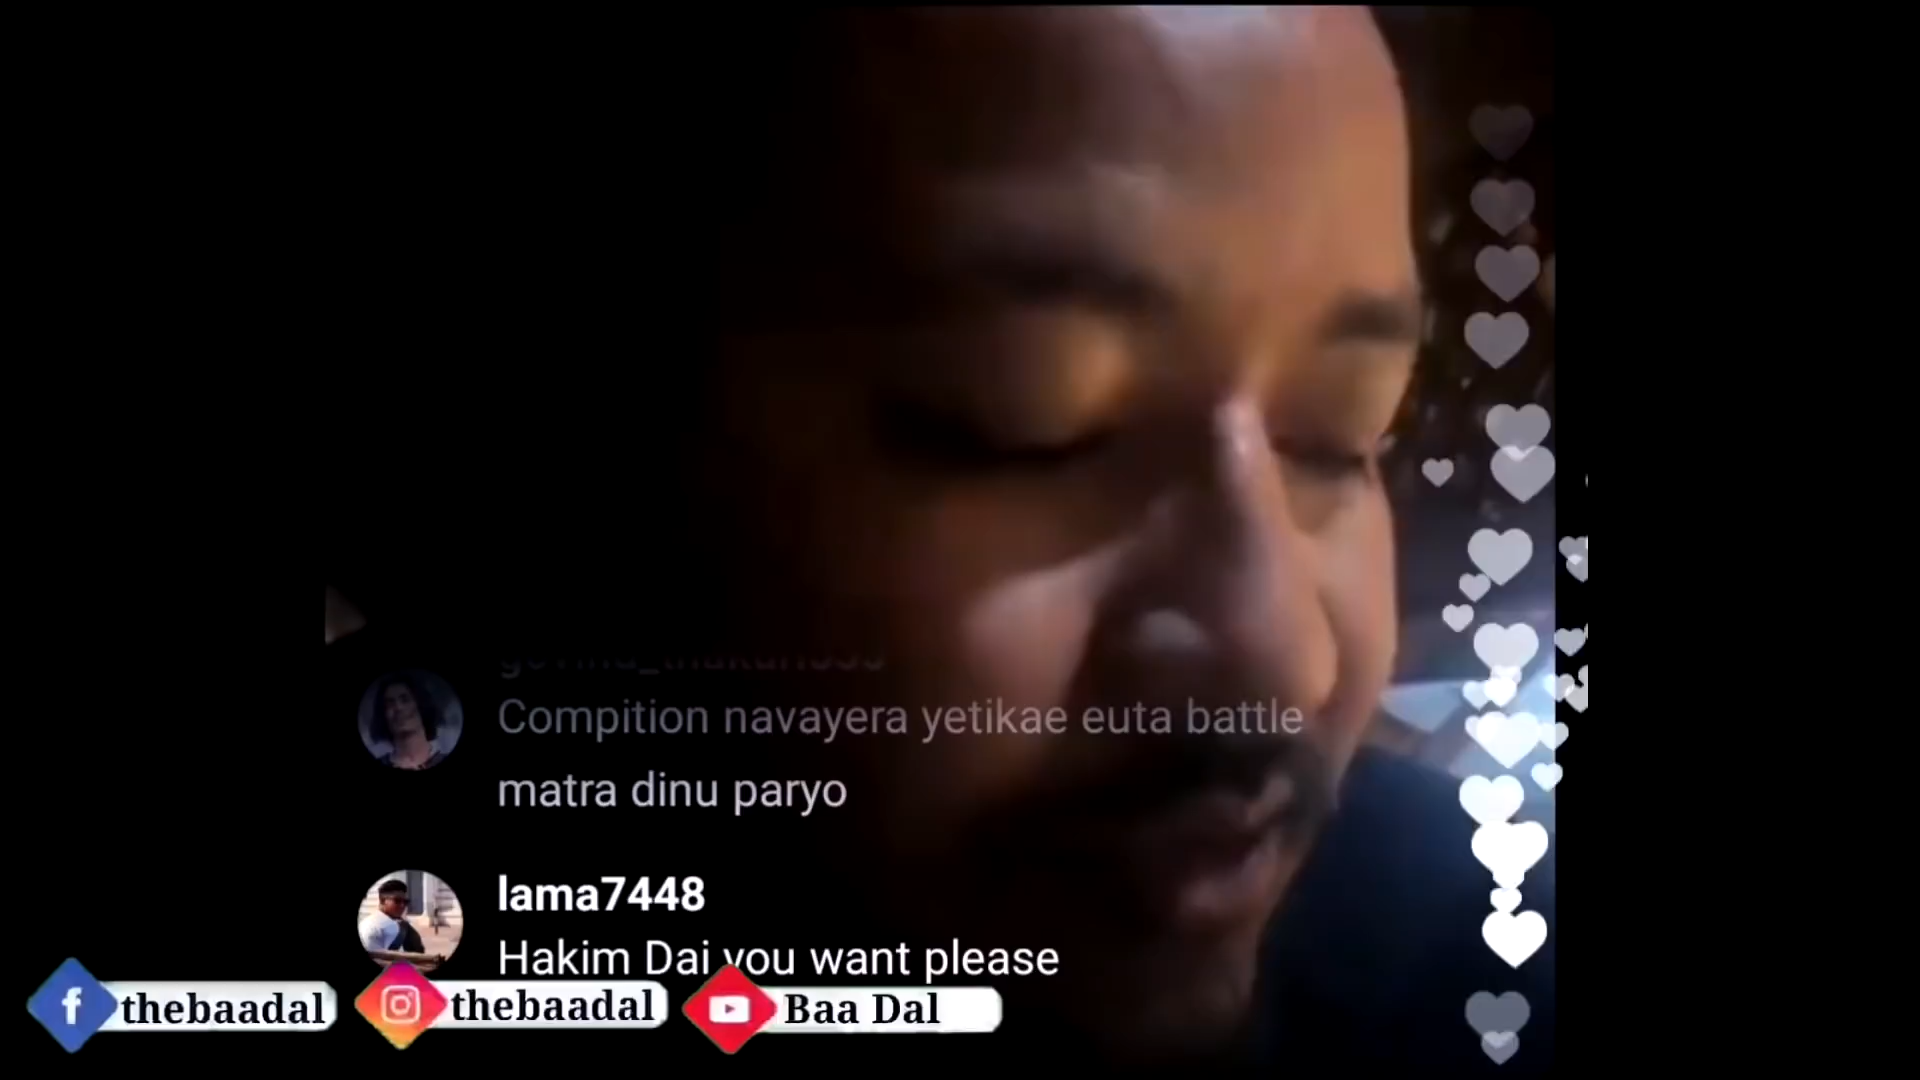 Compition navayera yetikae euta battle
matra dinu paryo
lama7448
Hakim Dai you want please
thebaadal
thebaadal
Baa Dal